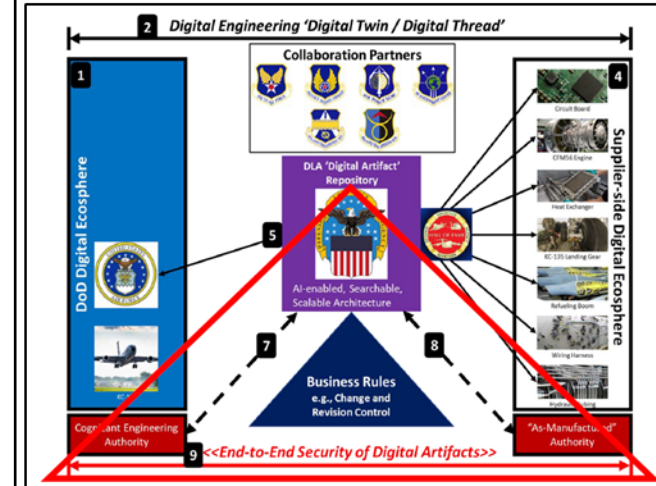 2 Digital Engineering ‘Digital Twin / Digital Thread’
Collaboration Partners
1
DoD Digital Ecosphere
DLA ‘Digital Artifact’
Repository
AI-enabled, Searchable,
Scalable Architecture
4
Supplier-side Digital Ecosphere
Circuit Board
CFM56 Engine
Heat Exchanger
KC-135 Landing Gear
Refueling Boom
Wiring Harness
5
7
8
Business Rules
e.g., Change and
Revision Control
Cognizant Engineering
Authority
"As-Manufactured"
Authority
9 <<End-to-End Security of Digital Artifacts>>